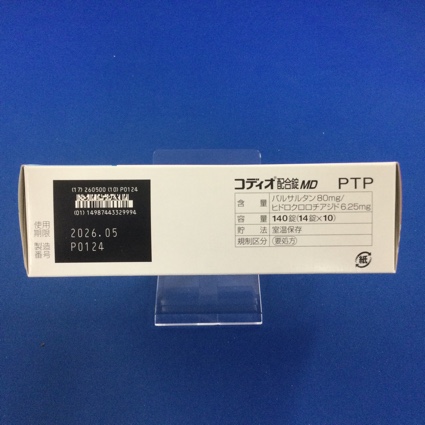 (17) 260500 (10) P0124
(01) 14987443329994
使用
期限
2026.05
製造
番号
P0124
コディオ配合錠MD PTP
含量 バルサルタン80mg/
ヒドロクロロチアジド6.25mg
容量 140錠(14錠×10)
貯法 室温保存
規制区分 要処方
紙